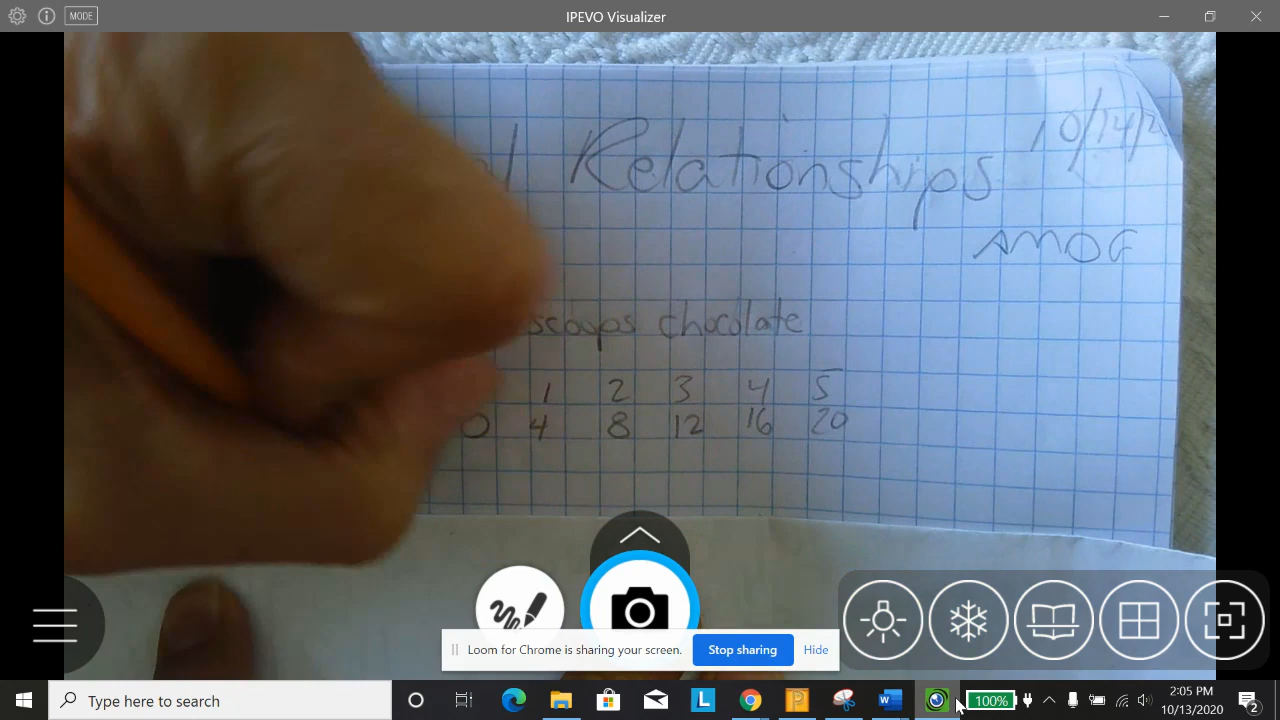 MODE
IPEVO Visualizer
Relationships
10/14/2
AMOG
scoops chocolate
1 2 3 4 5
0 4 8 12 16 20
Loom for Chrome is sharing your screen.
Stop sharing
Hide
Type here to search
L
P
W
100%
2:05 PM
10/13/2020
2